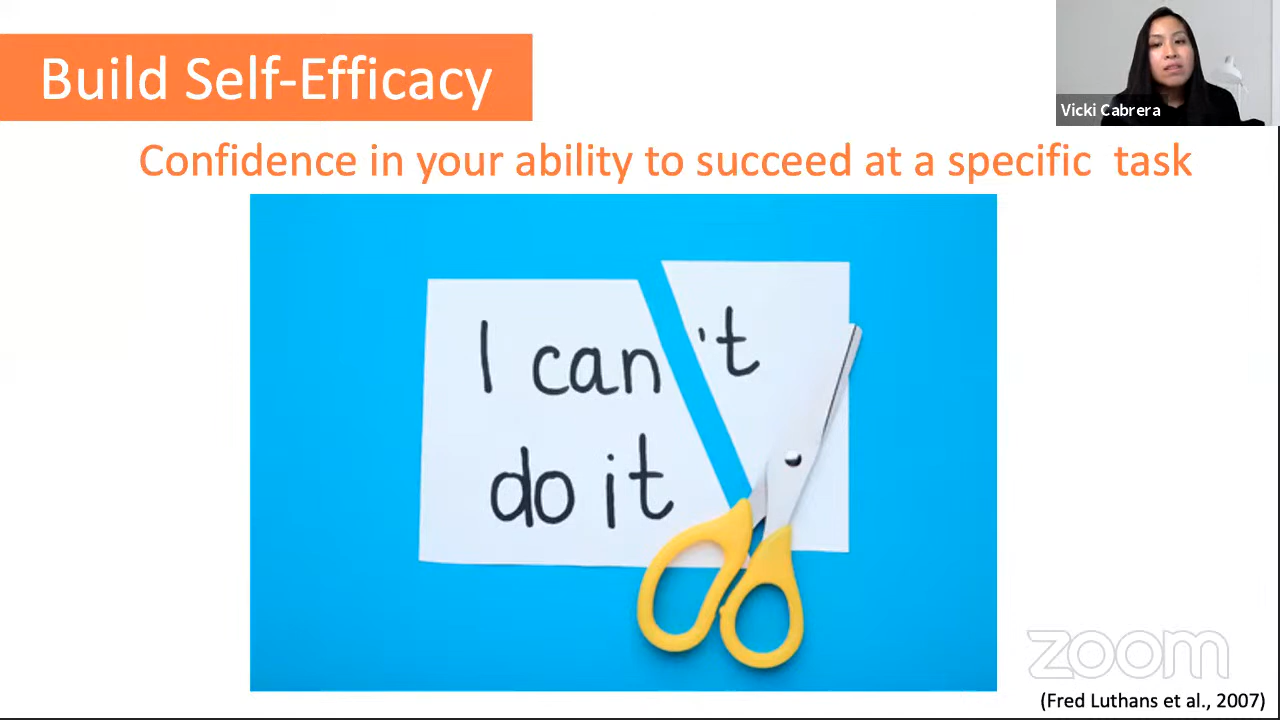 Build Self-Efficacy
Vicki Cabrera
Confidence in your ability to succeed at a specific task
I can't
do it
zoom
(Fred Luthans et al., 2007)